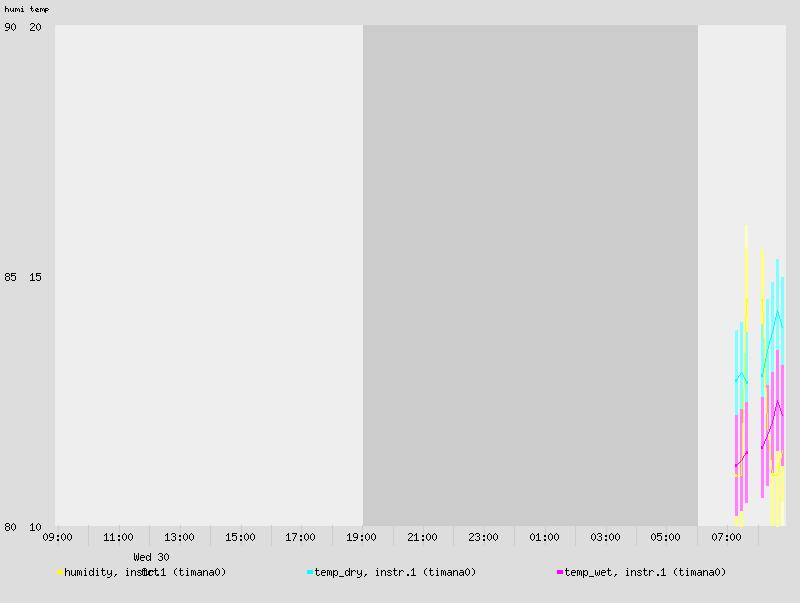 humi temp
90 20
85 15
80 10
09:00 11:00 13:00 15:00 17:00 19:00 21:00 23:00 01:00 03:00 05:00 07:00
Wed 30
humidity, instr.1 (timana0) temp_dry, instr.1 (timana0) temp_wet, instr.1 (timana0)